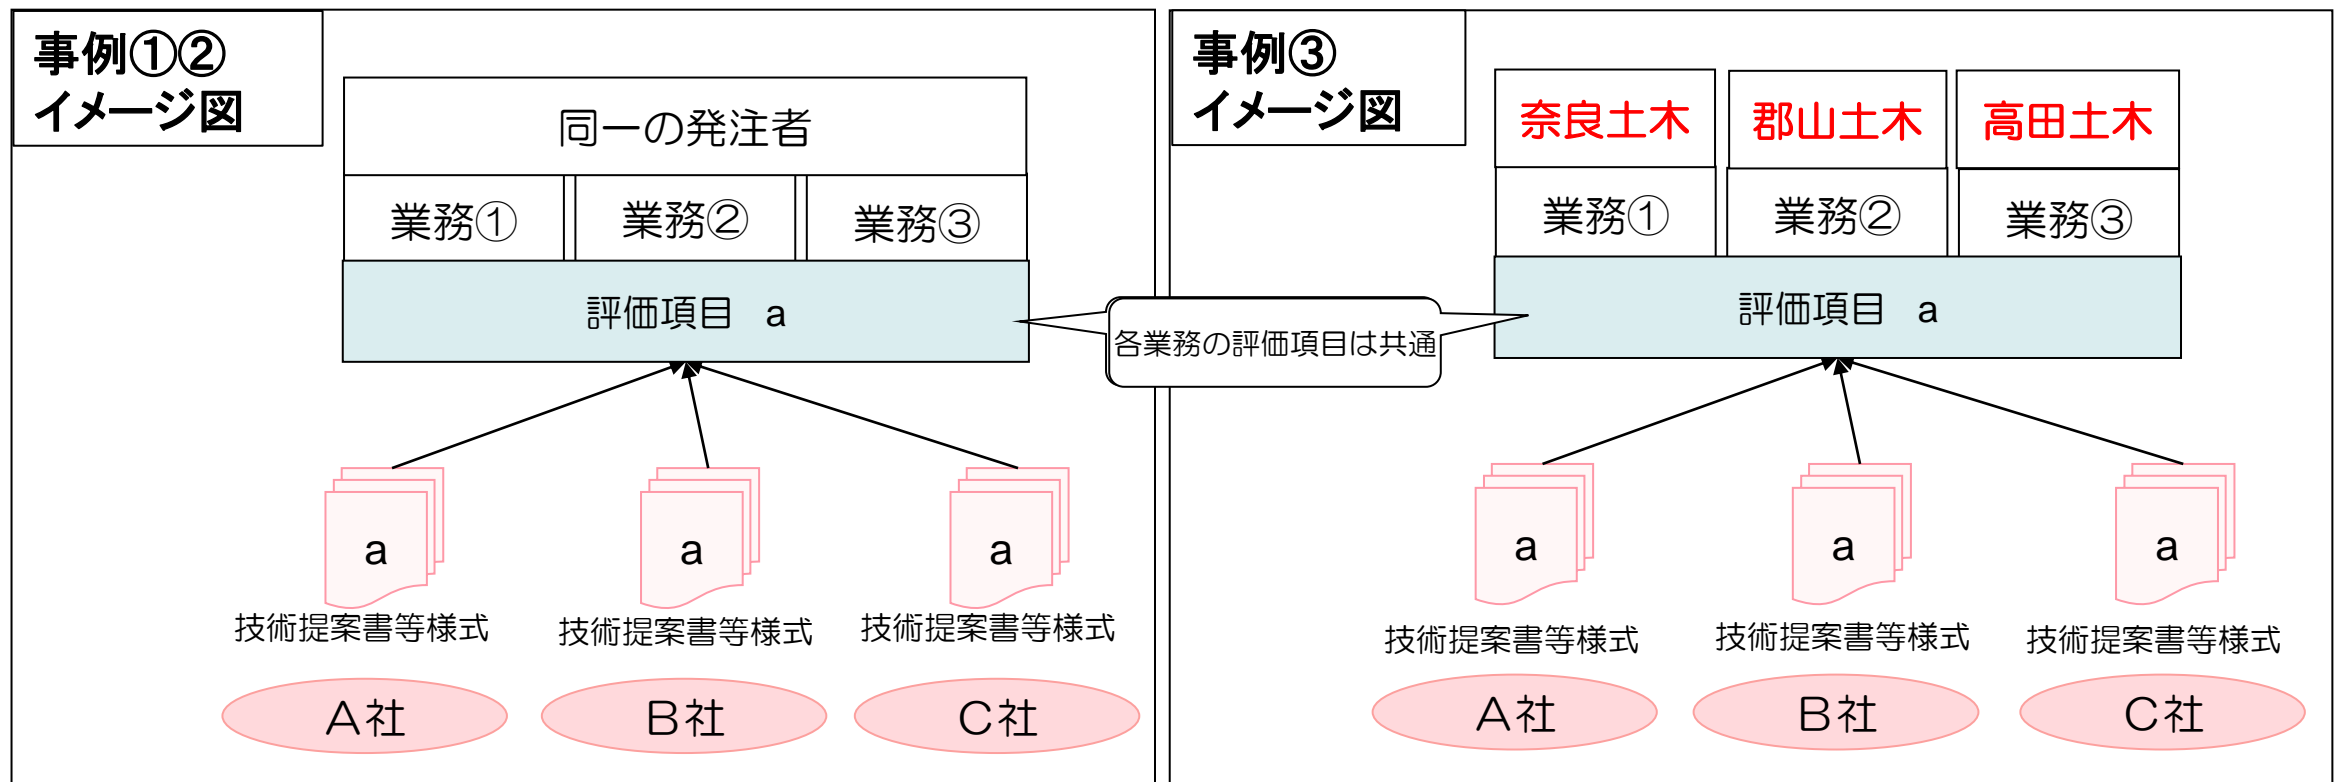 事例①②
イメージ図
同一の発注者
業務①
業務②
業務③
評価項目 a
a
a
a
技術提案書等様式
技術提案書等様式
技術提案書等様式
A社
B社
C社
各業務の評価項目は共通
事例③
イメージ図
奈良土木
郡山土木
高田土木
業務①
業務②
業務③
評価項目 a
a
a
a
技術提案書等様式
技術提案書等様式
技術提案書等様式
A社
B社
C社